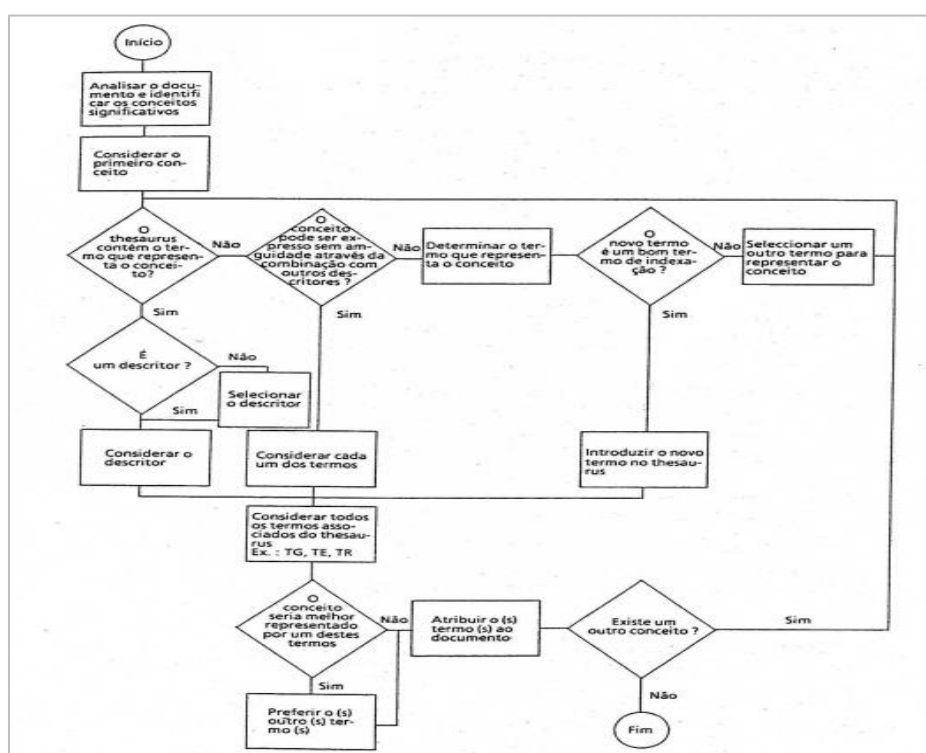 Início
Analisar o docu-
mento e identifi
car os conceitos
significativos
Considerar o
primeiro con-
ceito
O
thesaurus
contém o ter-
mo que represen-
ta o concei-
to?
Não
O
conceito
pode ser ex-
presso sem am-
guidade através da
combinação com
outros des-
critores ?
Não
Determinar o ter-
mo que represen-
ta o conceito
O
novo termo
é um bom ter-
mo de indexa-
ção ?
Não
Seleccionar um
outro termo para
representar o
conceito
Sim
Sim
Sim
É
um descritor ?
Não
Selecionar
o descritor
Sim
Considerar o
descritor
Considerar cada
um dos termos
Introduzir o novo
termo no thesau-
rus
Considerar todos
os termos asso-
ciados do thesau-
rus
Ex. : TG, TE, TR
O
conceito
seria melhor
representado
por um destes
termos
Não
Atribuir o (s)
termo (s) ao
documento
Existe um
outro conceito ?
Sim
Sim
Preferir o (s)
outro (s) ter-
mo (s)
Não
Fim